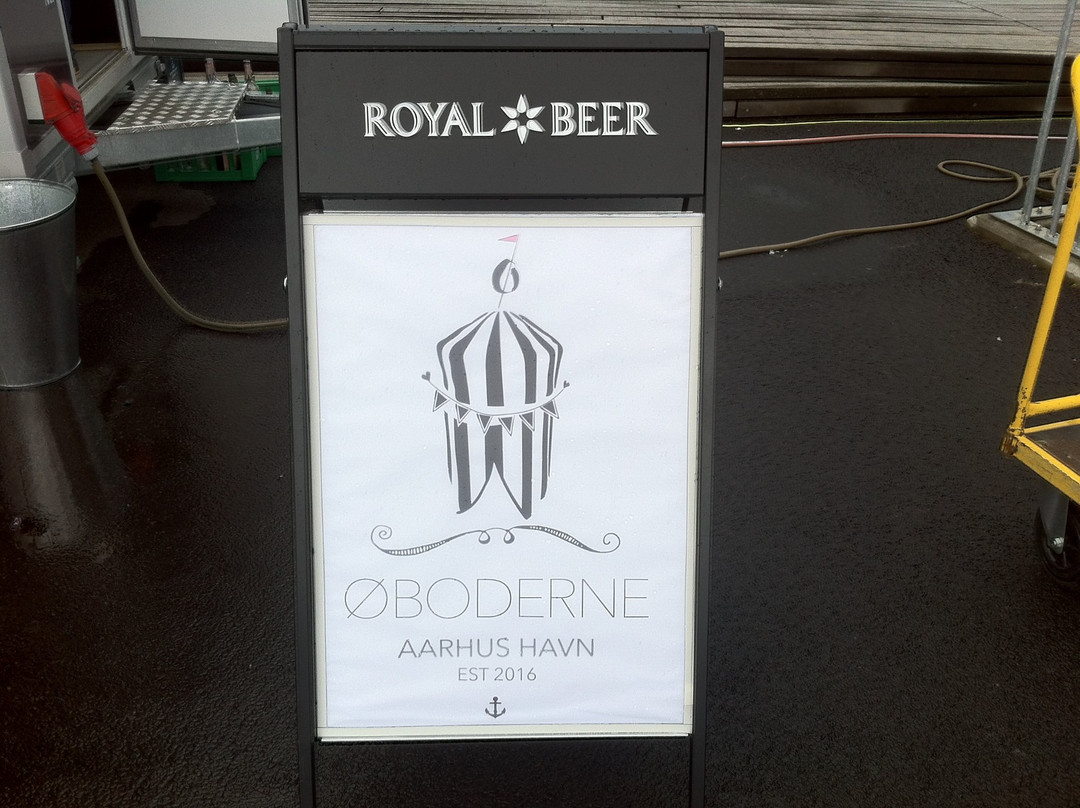 ROYAL BEER
Ø
ØBODERNE
AARHUS HAVN
EST 2016